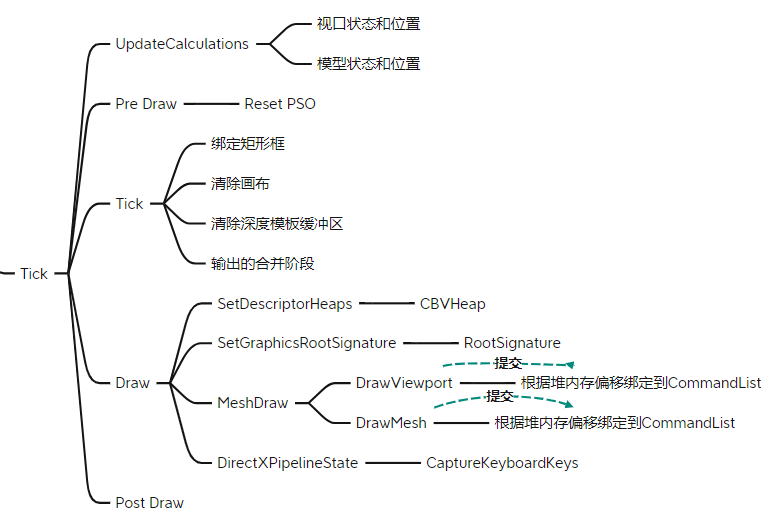 视口状态和位置
UpdateCalculations
模型状态和位置
Pre Draw
Reset PSO
绑定矩形框
清除画布
Tick
清除深度模板缓冲区
输出的合并阶段
Tick
SetDescriptorHeaps
CBVHeap
SetGraphicsRootSignature
RootSignature
提交
Draw
DrawViewport
根据堆内存偏移绑定到CommandList
提交
MeshDraw
DrawMesh
根据堆内存偏移绑定到CommandList
DirectXPipelineState
CaptureKeyboardKeys
Post Draw